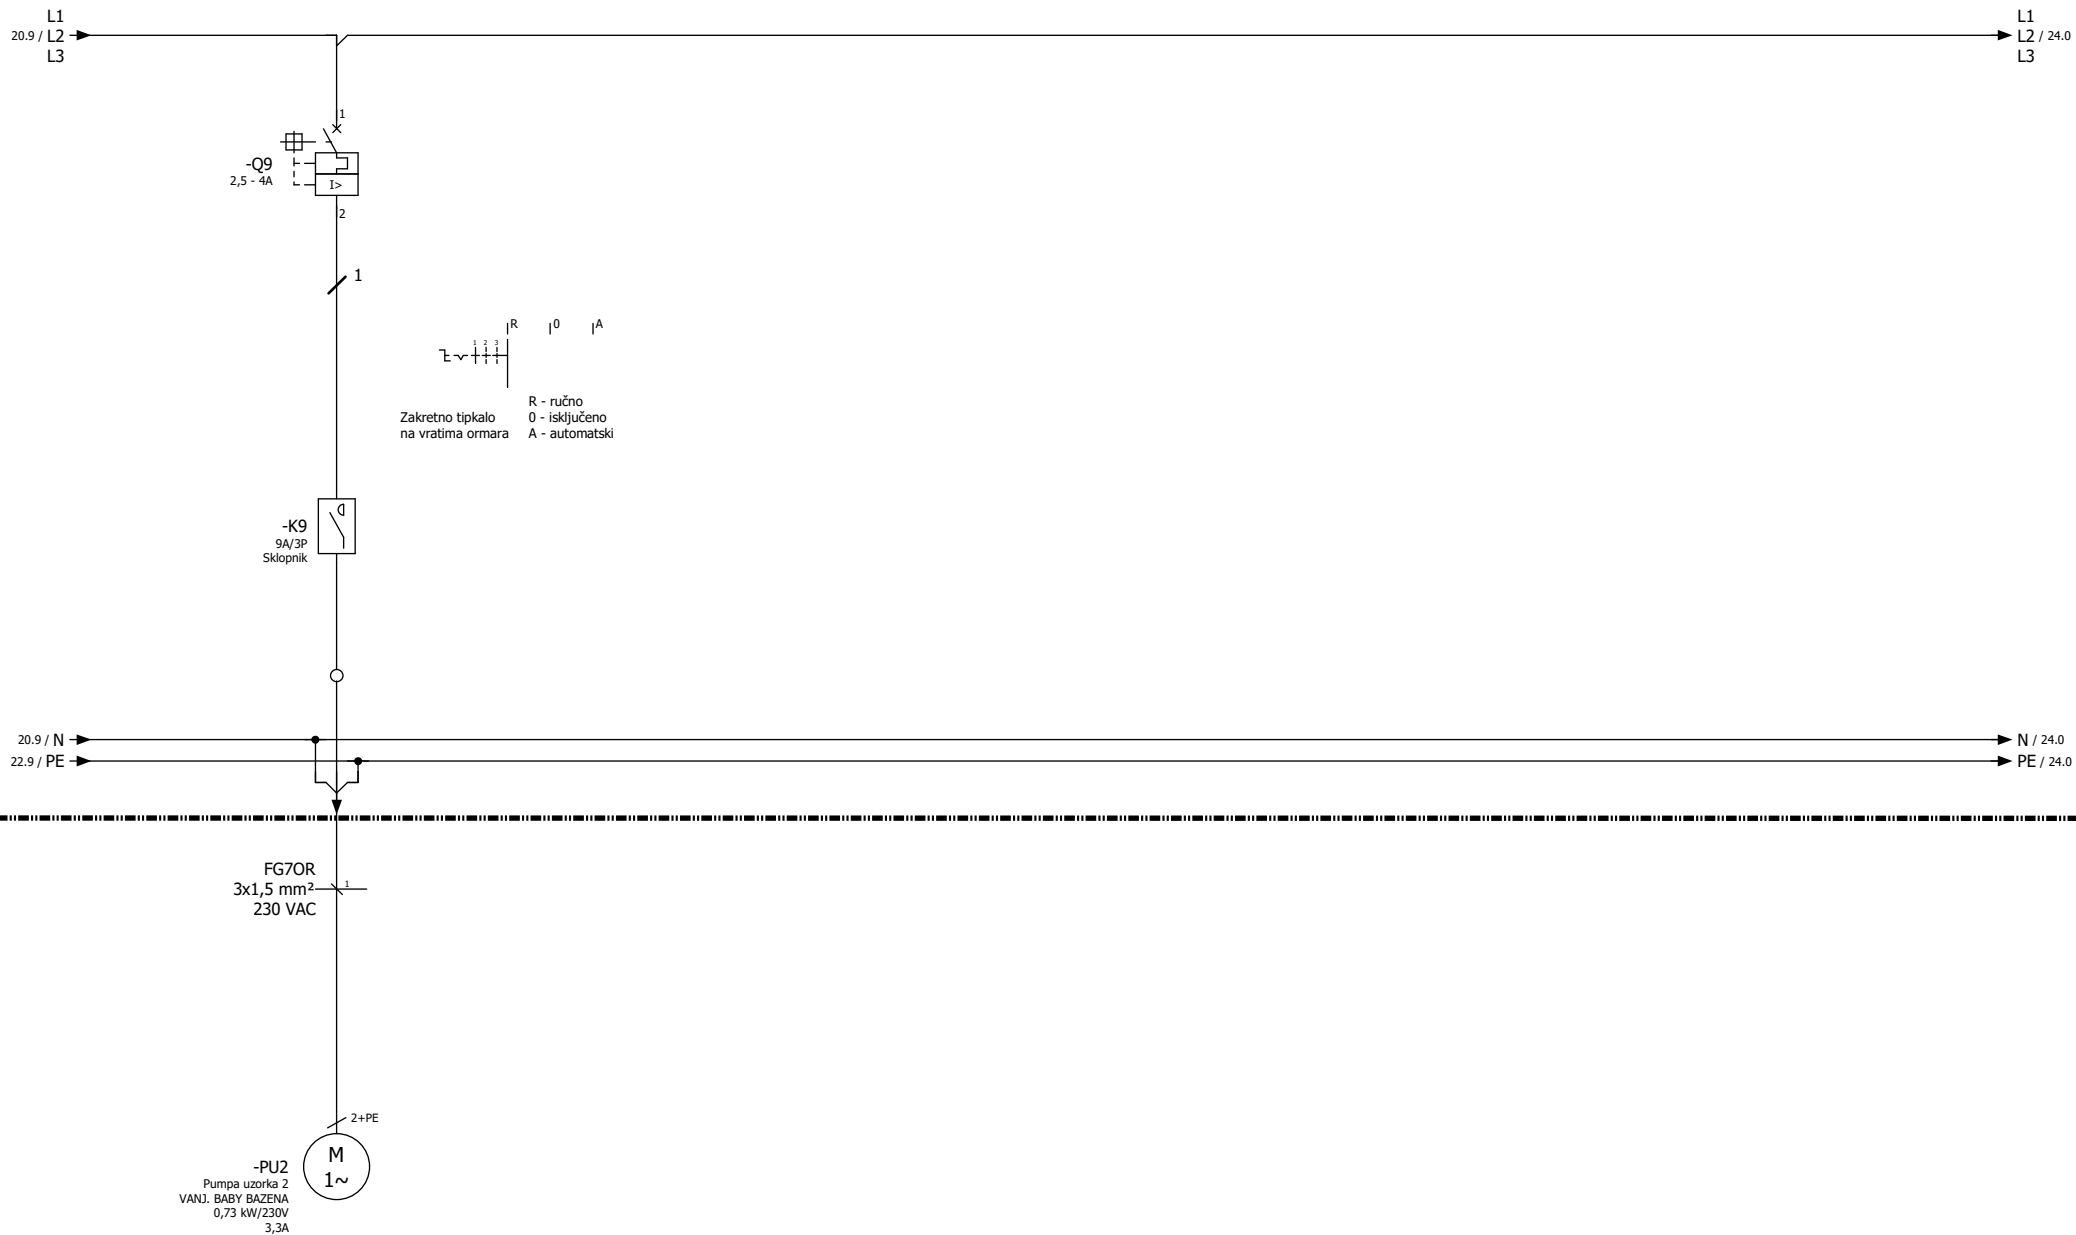 L1
20.9 / L2
L3
L1
L2 / 24.0
L3
1
-Q9
2,5 - 4A
I>
2
1
R 0 A
1 2 3
Zakretno tipkalo
na vratima ormara
R - ručno
0 - isključeno
A - automatski
-K9
9A/3P
Sklopnik
20.9 / N
N / 24.0
22.9 / PE
PE / 24.0
FG7OR
3x1,5 mm²
230 VAC
1
2+PE
M
1~
-PU2
Pumpa uzorka 2
VANJ. BABY BAZENA
0,73 kW/230V
3,3A